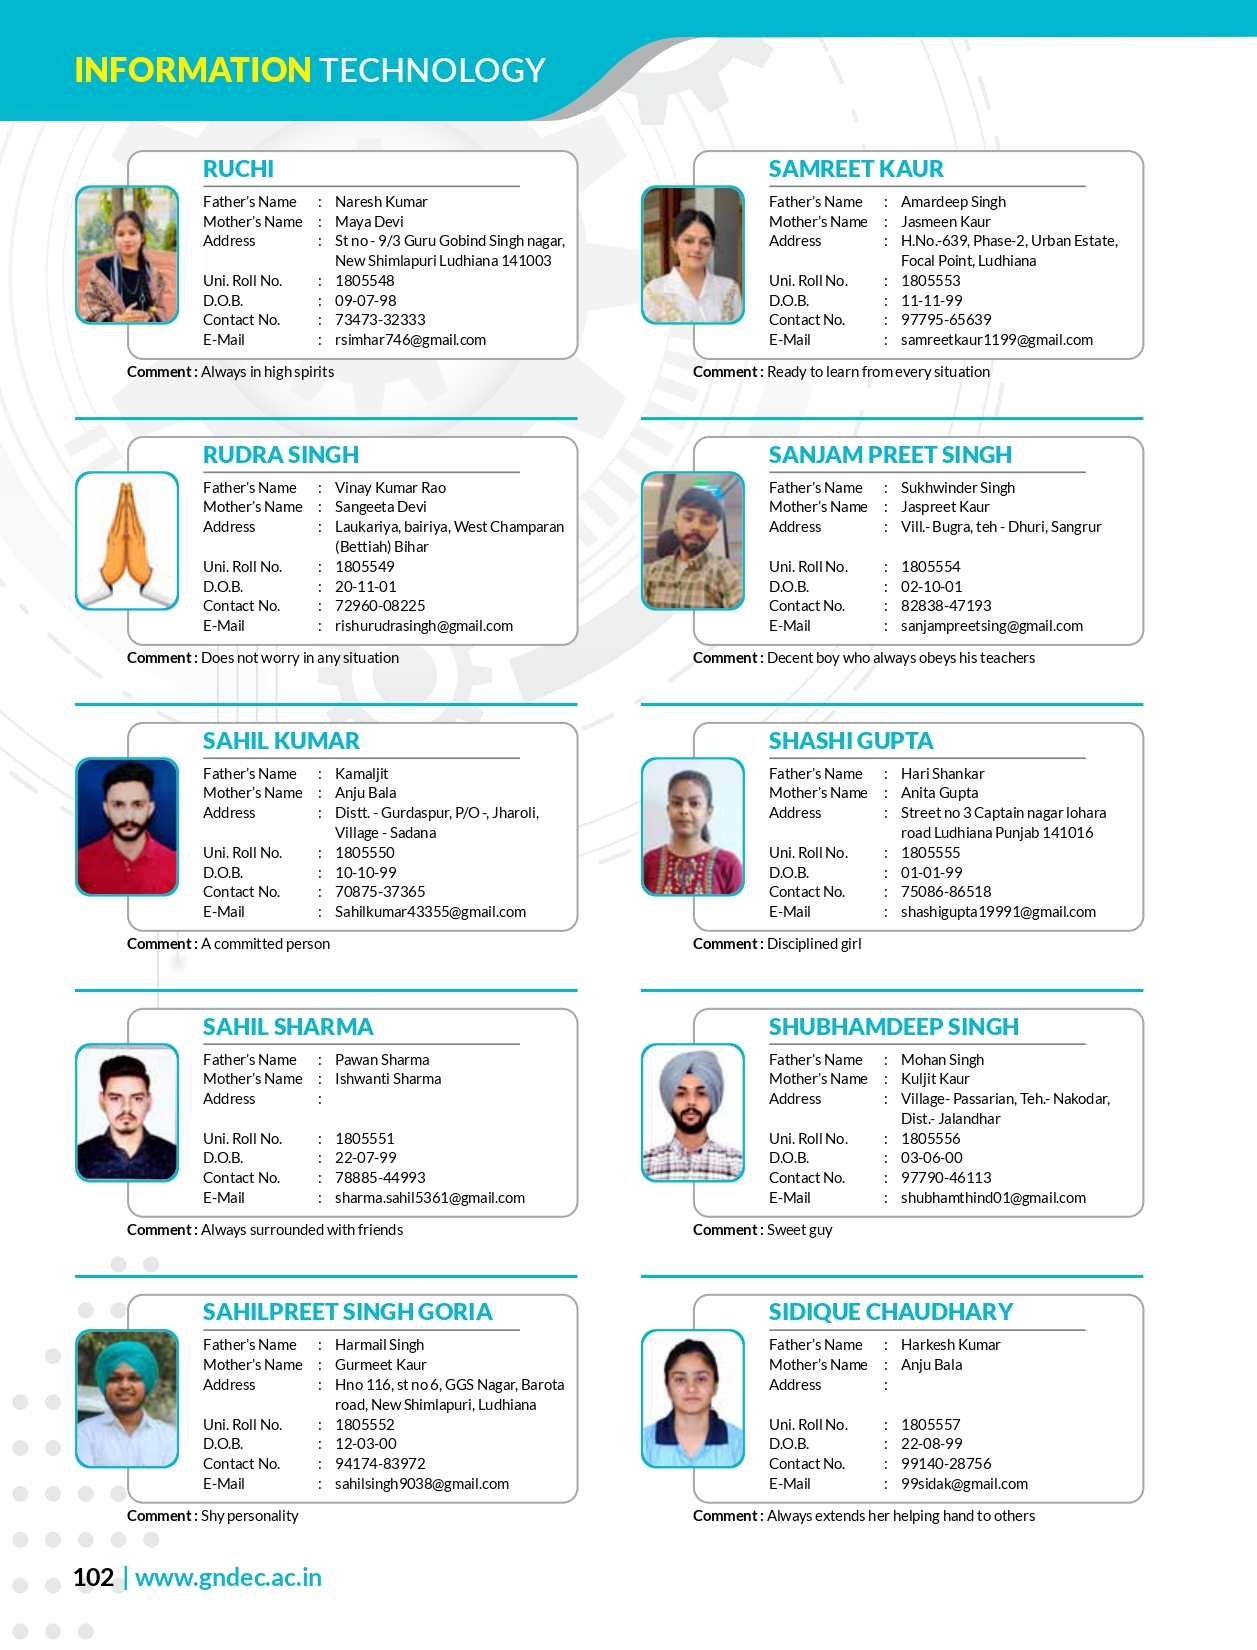 INFORMATION TECHNOLOGY
RUCHI
Father's Name : Naresh Kumar
Mother's Name : Maya Devi
Address : St no - 9/3 Guru Gobind Singh nagar,
New Shimlapuri Ludhiana 141003
Uni. Roll No. : 1805548
D.O.B. : 09-07-98
Contact No. : 73473-32333
E-Mail : rsimhar746@gmail.com
Comment : Always in high spirits
RUDRA SINGH
Father's Name : Vinay Kumar Rao
Mother's Name : Sangeeta Devi
Address : Laukariya, bairiya, West Champaran
(Bettiah) Bihar
Uni. Roll No. : 1805549
D.O.B. : 20-11-01
Contact No. : 72960-08225
E-Mail : rishurudrasingh@gmail.com
Comment : Does not worry in any situation
SAHIL KUMAR
Father's Name : Kamaljit
Mother's Name : Anju Bala
Address : Distt. - Gurdaspur, P/O -, Jharoli,
Village - Sadana
Uni. Roll No. : 1805550
D.O.B. : 10-10-99
Contact No. : 70875-37365
E-Mail : Sahilkumar43355@gmail.com
Comment : A committed person
SAHIL SHARMA
Father's Name : Pawan Sharma
Mother's Name : Ishwanti Sharma
Address :
Uni. Roll No. : 1805551
D.O.B. : 22-07-99
Contact No. : 78885-44993
E-Mail : sharma.sahil5361@gmail.com
Comment : Always surrounded with friends
SAHILPREET SINGH GORIA
Father's Name : Harmail Singh
Mother's Name : Gurmeet Kaur
Address : Hno 116, st no 6, GGS Nagar, Barota
road, New Shimlapuri, Ludhiana
Uni. Roll No. : 1805552
D.O.B. : 12-03-00
Contact No. : 94174-83972
E-Mail : sahilsingh9038@gmail.com
Comment : Shy personality
SAMREET KAUR
Father's Name : Amardeep Singh
Mother's Name : Jasmeen Kaur
Address : H.No.-639, Phase-2, Urban Estate,
Focal Point, Ludhiana
Uni. Roll No. : 1805553
D.O.B. : 11-11-99
Contact No. : 97795-65639
E-Mail : samreetkaur1199@gmail.com
Comment : Ready to learn from every situation
SANJAM PREET SINGH
Father's Name : Sukhwinder Singh
Mother's Name : Jaspreet Kaur
Address : Vill.- Bugra, teh - Dhuri, Sangrur
Uni. Roll No. : 1805554
D.O.B. : 02-10-01
Contact No. : 82838-47193
E-Mail : sanjampreetsing@gmail.com
Comment : Decent boy who always obeys his teachers
SHASHI GUPTA
Father's Name : Hari Shankar
Mother's Name : Anita Gupta
Address : Street no 3 Captain nagar lohara
road Ludhiana Punjab 141016
Uni. Roll No. : 1805555
D.O.B. : 01-01-99
Contact No. : 75086-86518
E-Mail : shashigupta19991@gmail.com
Comment : Disciplined girl
SHUBHAMDEEP SINGH
Father's Name : Mohan Singh
Mother's Name : Kuljit Kaur
Address : Village- Passarian, Teh.- Nakodar,
Dist.- Jalandhar
Uni. Roll No. : 1805556
D.O.B. : 03-06-00
Contact No. : 97790-46113
E-Mail : shubhamthind01@gmail.com
Comment : Sweet guy
SIDIQUE CHAUDHARY
Father's Name : Harkesh Kumar
Mother's Name : Anju Bala
Address :
Uni. Roll No. : 1805557
D.O.B. : 22-08-99
Contact No. : 99140-28756
E-Mail : 99sidak@gmail.com
Comment : Always extends her helping hand to others
102 | www.gndec.ac.in